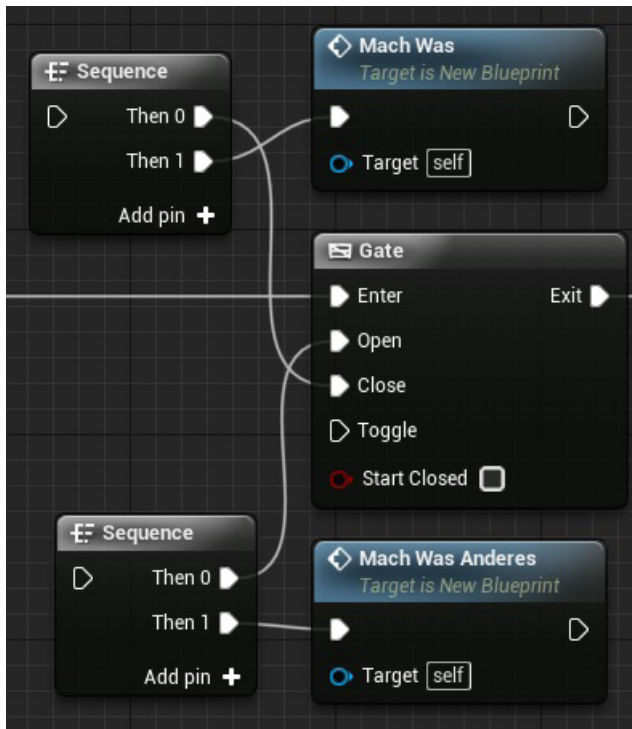 Sequence
Then 0
Then 1
Add pin +
Mach Was
Target is New Blueprint
Target self
Gate
Enter Exit
Open
Close
Toggle
Start Closed
Sequence
Then 0
Then 1
Add pin +
Mach Was Anderes
Target is New Blueprint
Target self